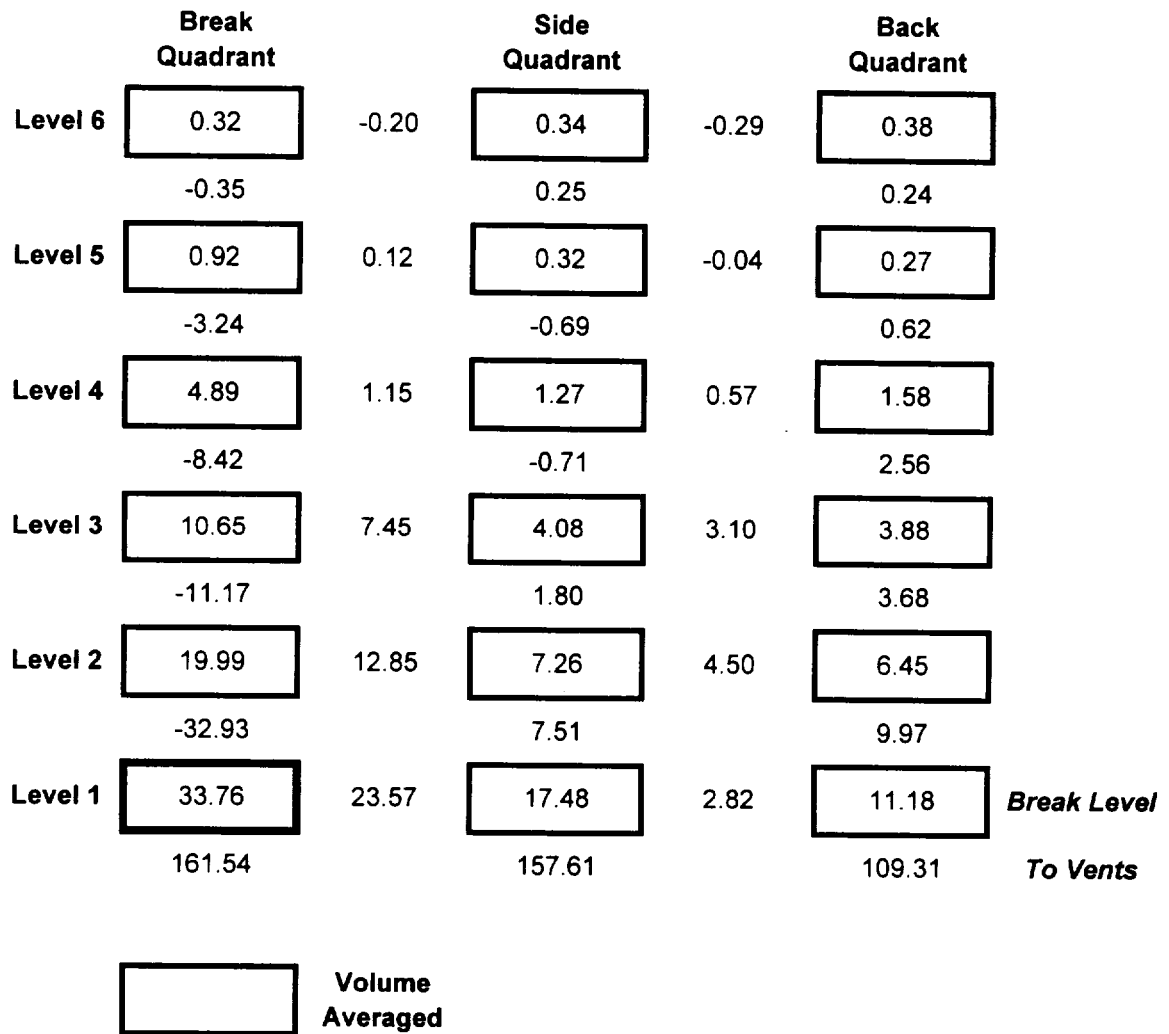 Break Quadrant Side Quadrant Back Quadrant
Level 6 0.32 -0.20 0.34 -0.29 0.38
-0.35 0.25 0.24
Level 5 0.92 0.12 0.32 -0.04 0.27
-3.24 -0.69 0.62
Level 4 4.89 1.15 1.27 0.57 1.58
-8.42 -0.71 2.56
Level 3 10.65 7.45 4.08 3.10 3.88
-11.17 1.80 3.68
Level 2 19.99 12.85 7.26 4.50 6.45
-32.93 7.51 9.97
Level 1 33.76 23.57 17.48 2.82 11.18 Break Level
161.54 157.61 109.31 To Vents
Volume
Averaged